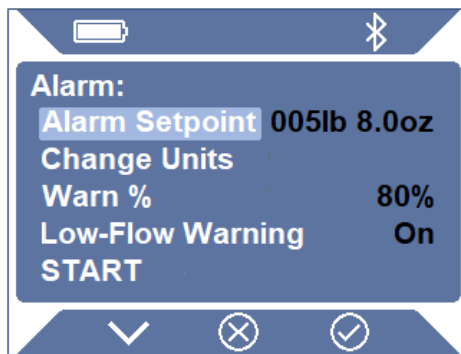 Alarm:
Alarm Setpoint 005lb 8.0oz
Change Units
Warn % 80%
Low-Flow Warning On
START